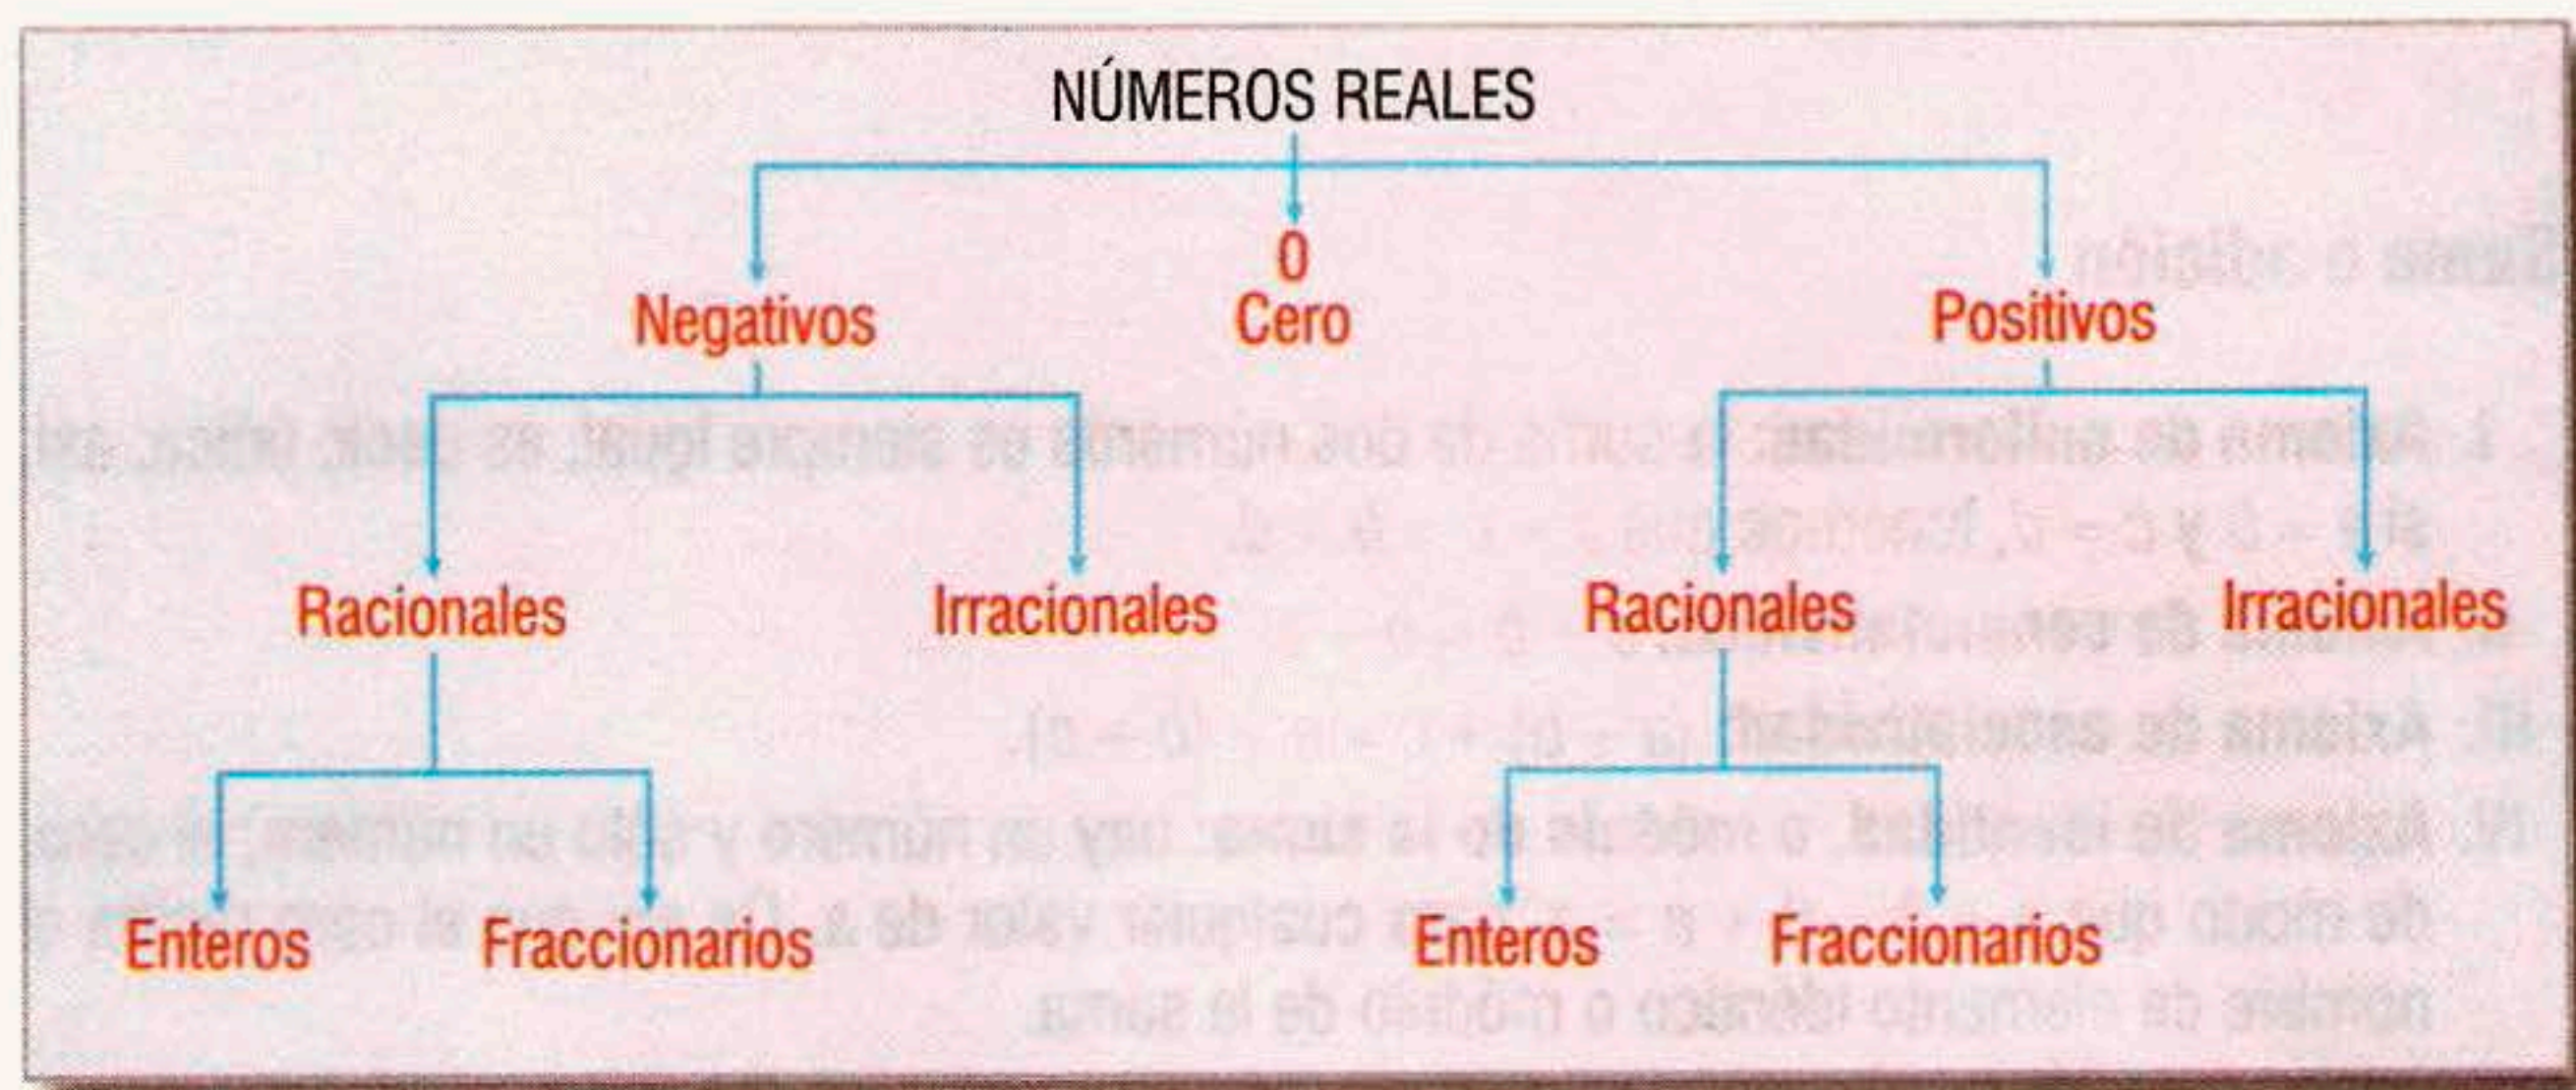 NÚMEROS REALES
0
Negativos Cero Positivos
Racionales Irracionales Racionales Irracionales
Enteros Fraccionarios Enteros Fraccionarios